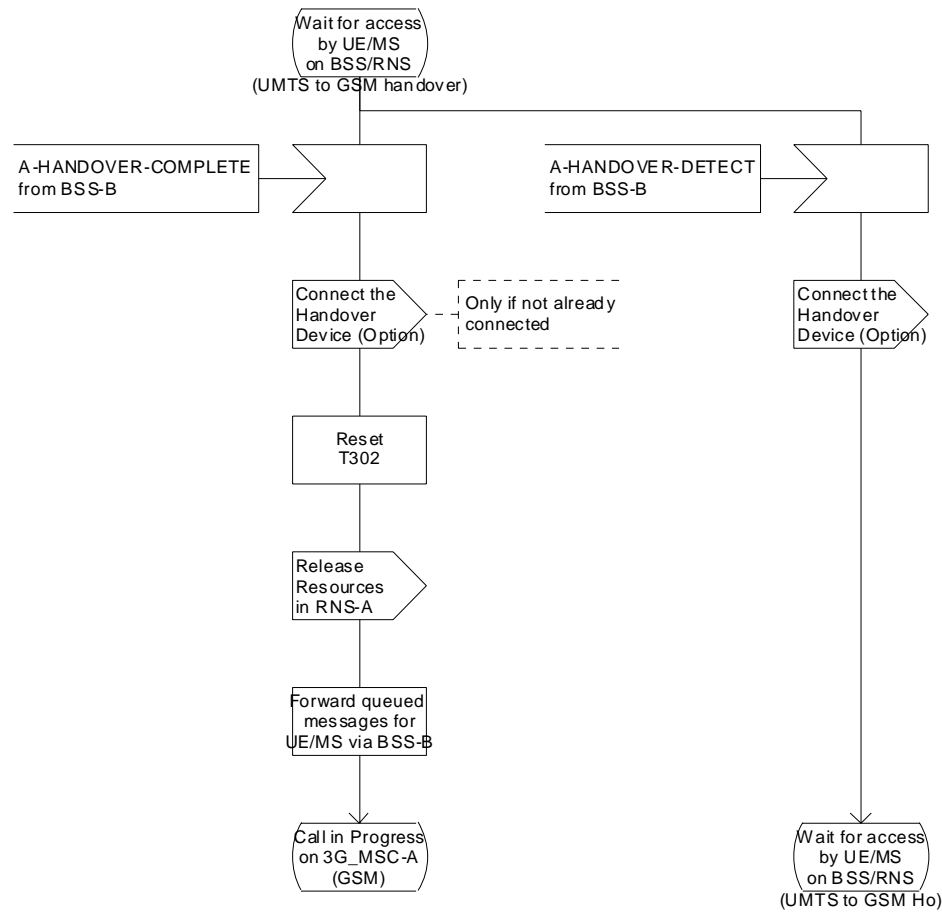 Wait for access
by UE/MS
on BSS/RNS
(UMTS to GSM handover)
A-HANDOVER-COMPLETE
from BSS-B
A-HANDOVER-DETECT
from BSS-B
Connect the
Handover
Device (Option)
Only if not already
connected
Connect the
Handover
Device (Option)
Reset
T302
Release
Resources
in RNS-A
Forward queued
messages for
UE/MS via BSS-B
Call in Progress
on 3G_MSC-A
(GSM)
Wait for access
by UE/MS
on BSS/RNS
(UMTS to GSM Ho)